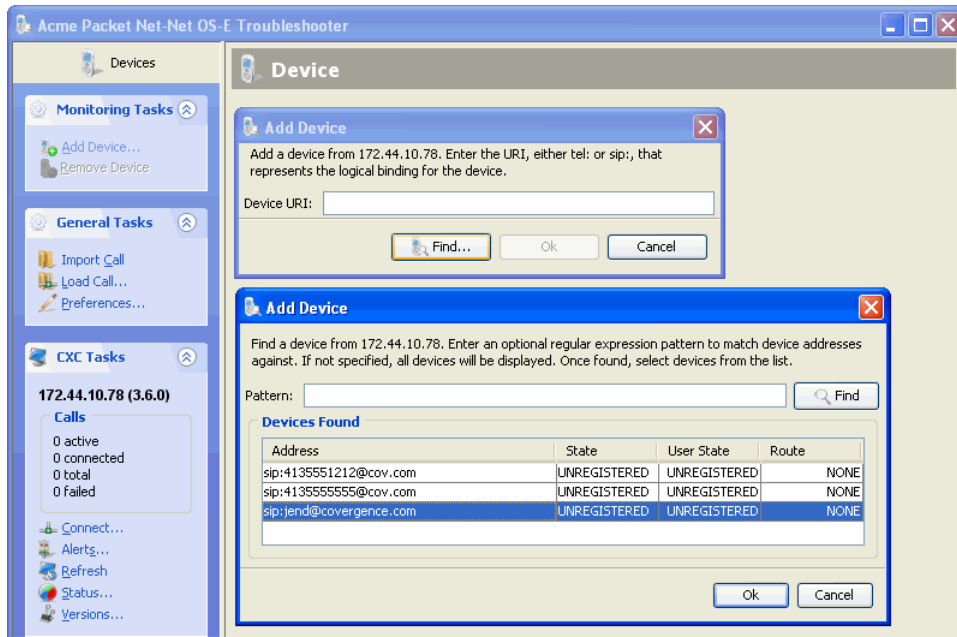 Acme Packet Net-Net OS-E Troubleshooter
Devices
Monitoring Tasks
Add Device...
Remove Device
General Tasks
Import Call
Load Call...
Preferences...
CXC Tasks
172.44.10.78 (3.6.0)
Calls
0 active
0 connected
0 total
0 failed
Connect...
Alerts...
Refresh
Status...
Versions...
Device
Add Device
Add a device from 172.44.10.78. Enter the URI, either tel: or sip:, that
represents the logical binding for the device.
Device URI:
Find... Ok Cancel
Add Device
Find a device from 172.44.10.78. Enter an optional regular expression pattern to match device addresses
against. If not specified, all devices will be displayed. Once found, select devices from the list.
Pattern: Find
Devices Found
Address State User State Route
sip:4135551212@cov.com UNREGISTERED UNREGISTERED NONE
sip:4135555555@cov.com UNREGISTERED UNREGISTERED NONE
sip:jend@covergence.com UNREGISTERED UNREGISTERED NONE
Ok Cancel